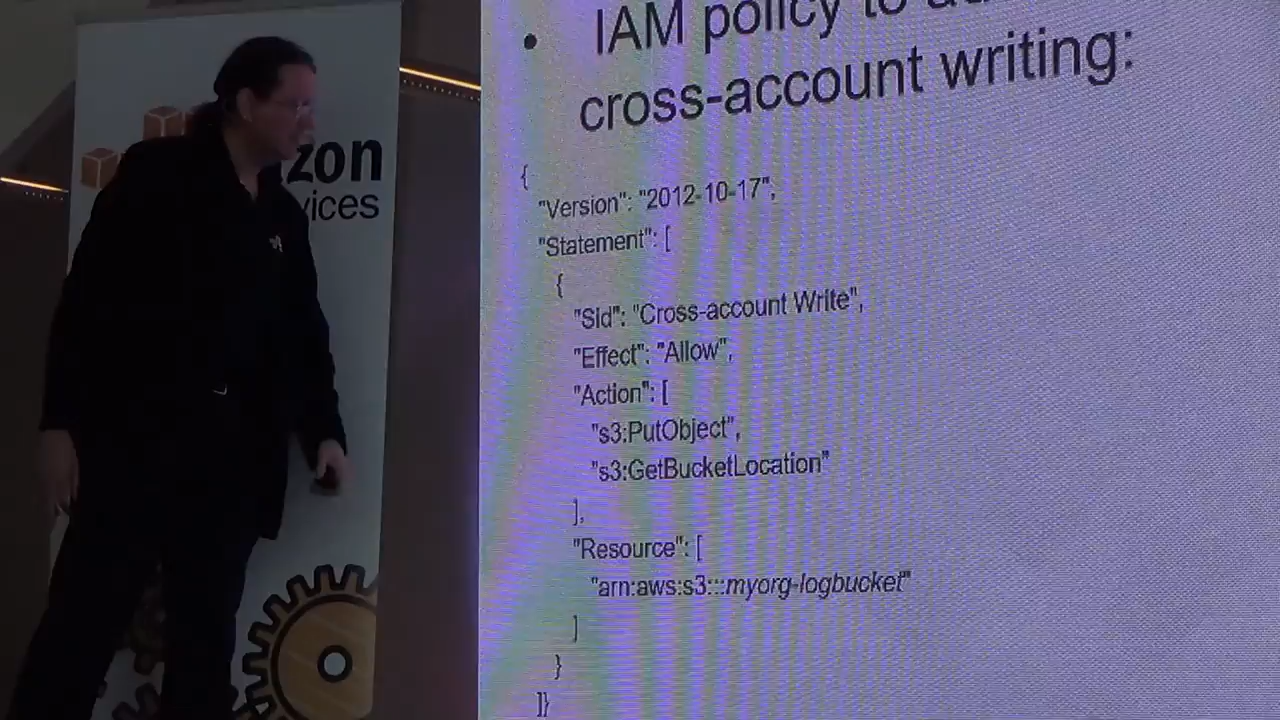 zon
vices
• IAM policy to
cross-account writing:
{
"Version": "2012-10-17",
"Statement": [
{
"Sid": "Cross-account Write",
"Effect": "Allow",
"Action": [
"s3:PutObject",
"s3:GetBucketLocation"
],
"Resource": [
"arn:aws:s3:::myorg-logbucket"
]
}
]}